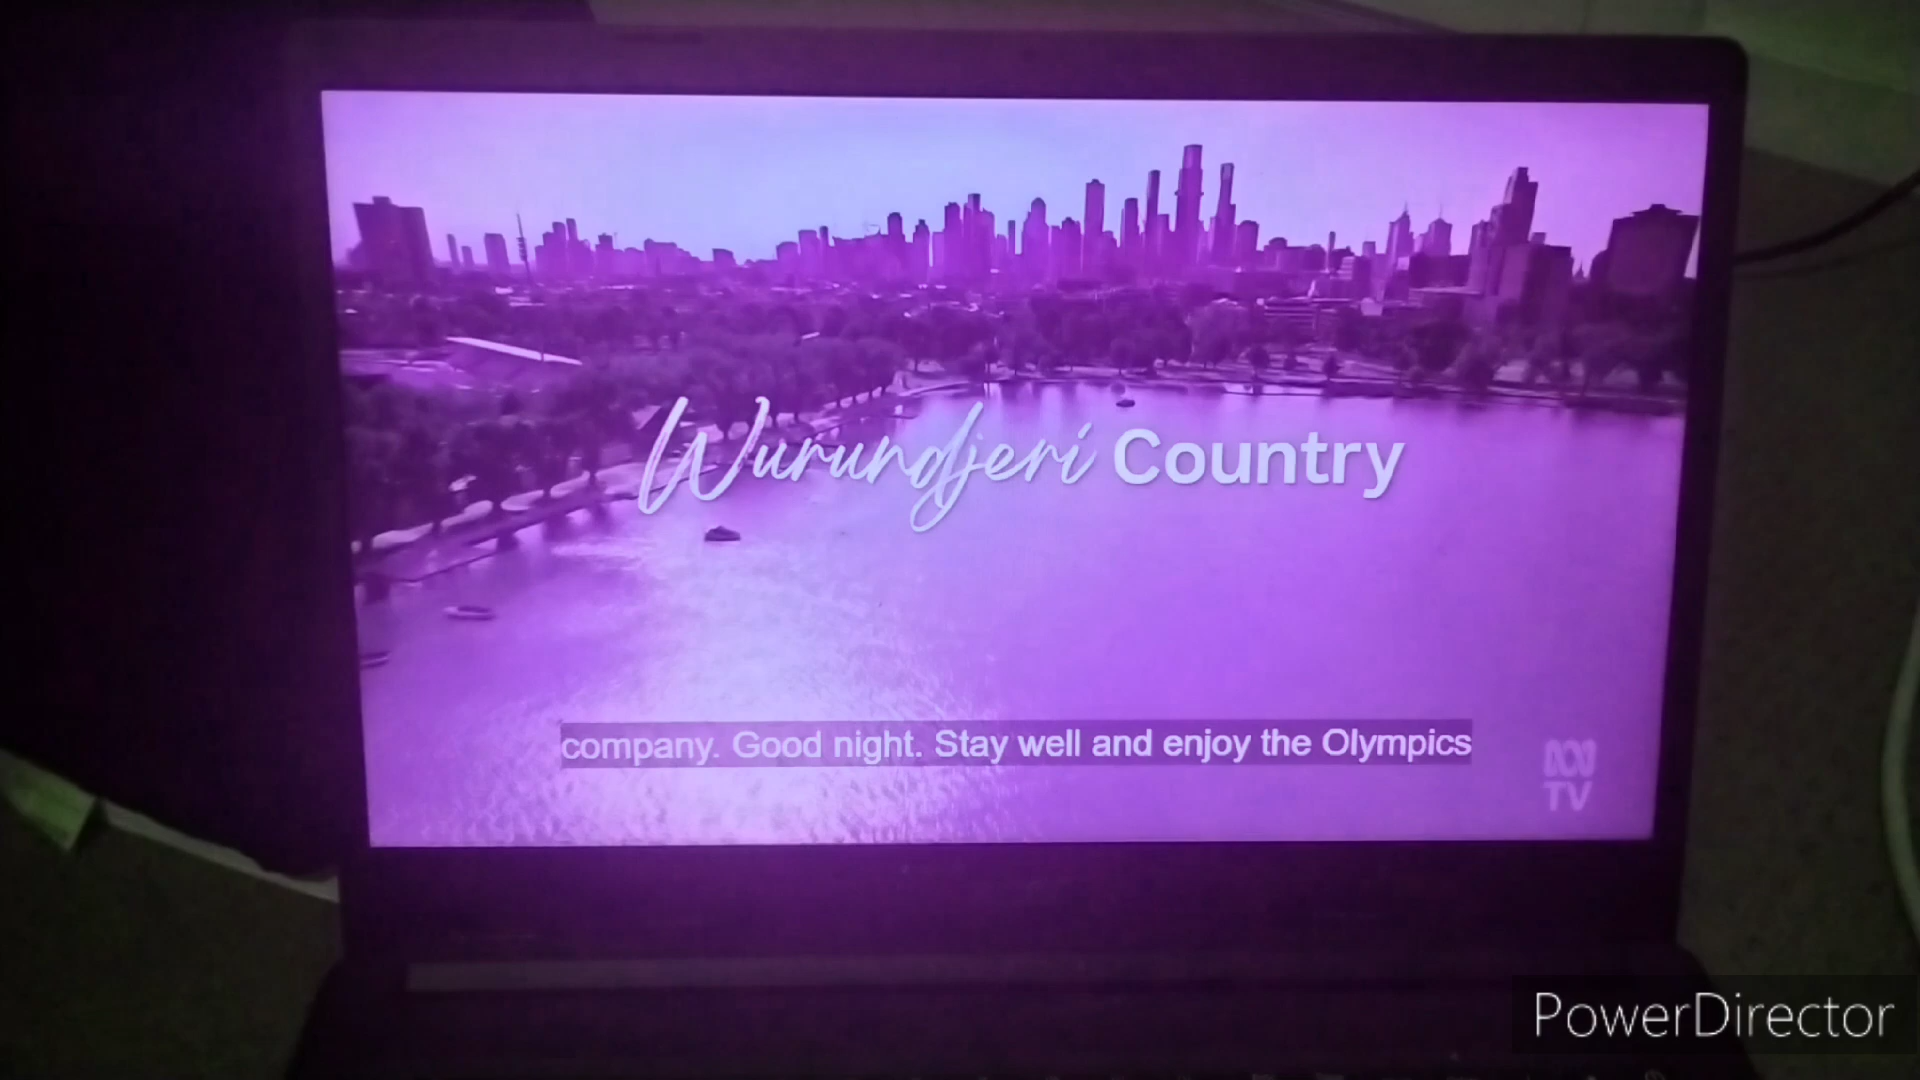 Wurundjeri Country
company. Good night. Stay well and enjoy the Olympics
ABC
TV
PowerDirector